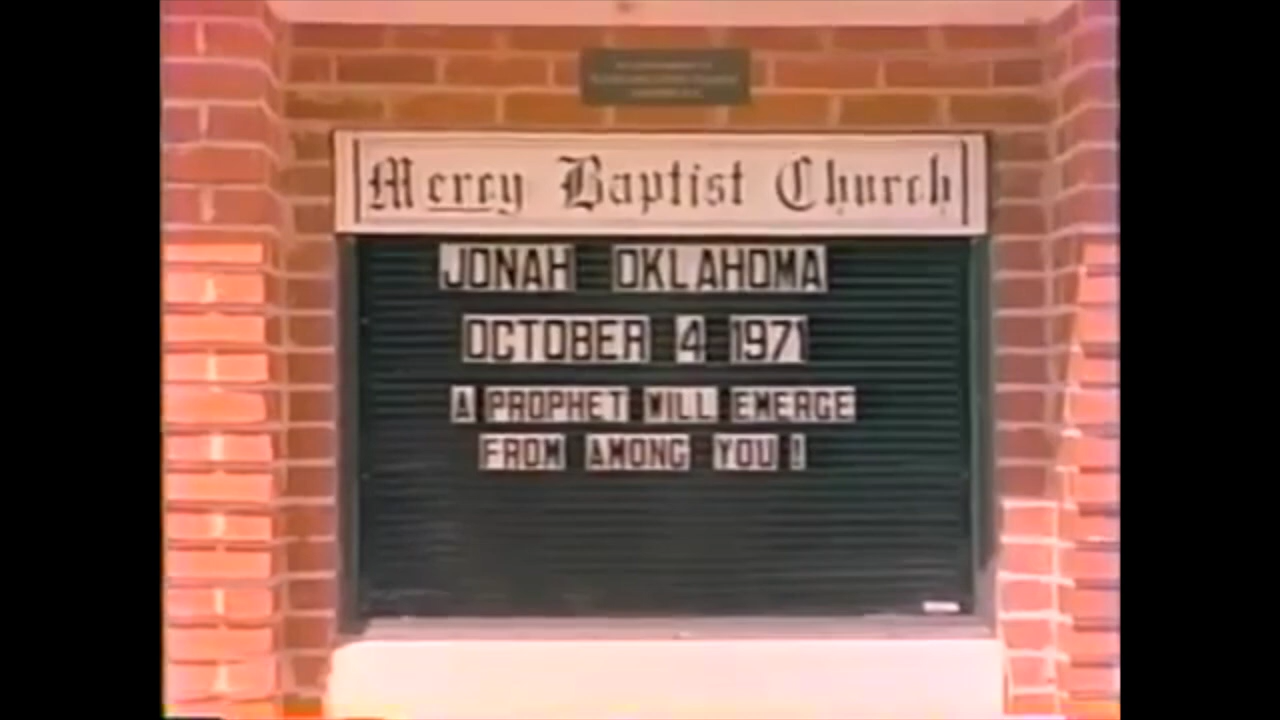 Mercy Baptist Church
JONAH OKLAHOMA
OCTOBER 4 1971
A PROPHET WILL EMERGE
FROM AMONG YOU !